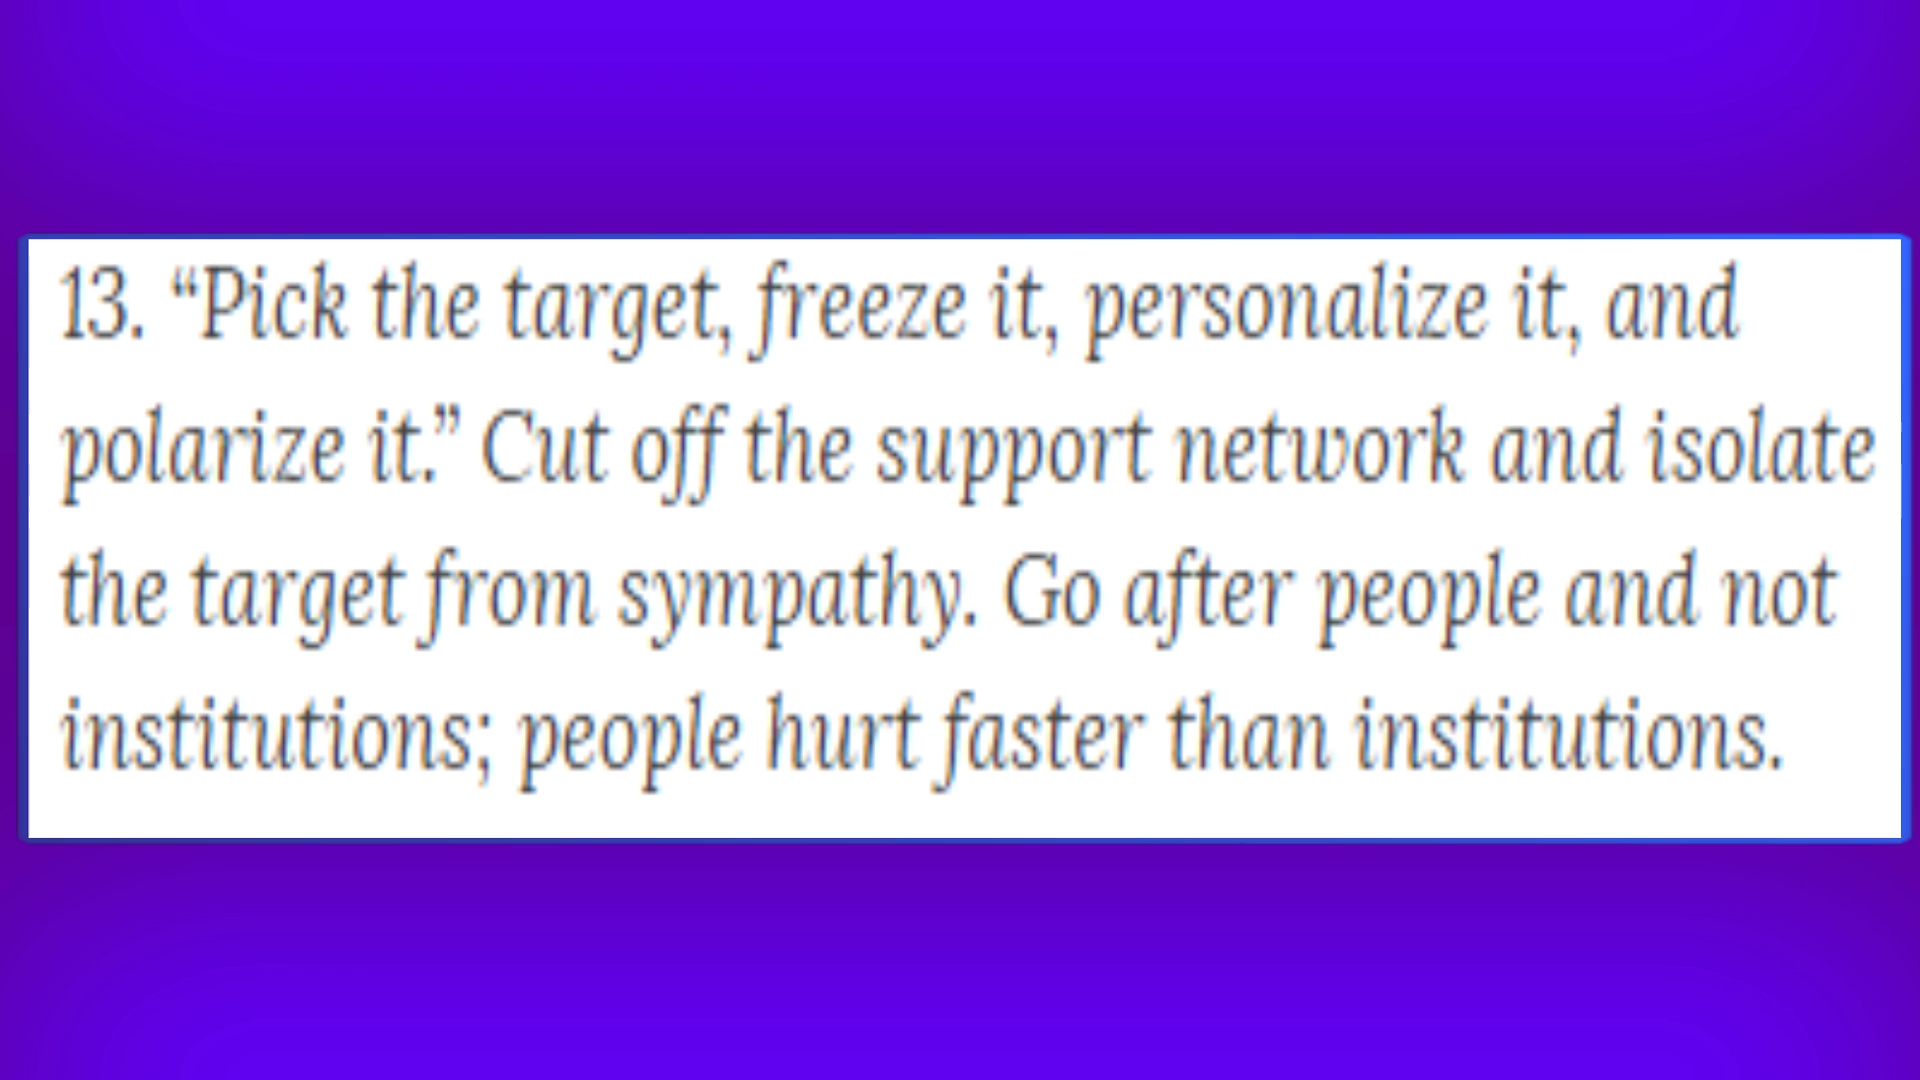 13. “Pick the target, freeze it, personalize it, and
polarize it.” Cut off the support network and isolate
the target from sympathy. Go after people and not
institutions; people hurt faster than institutions.